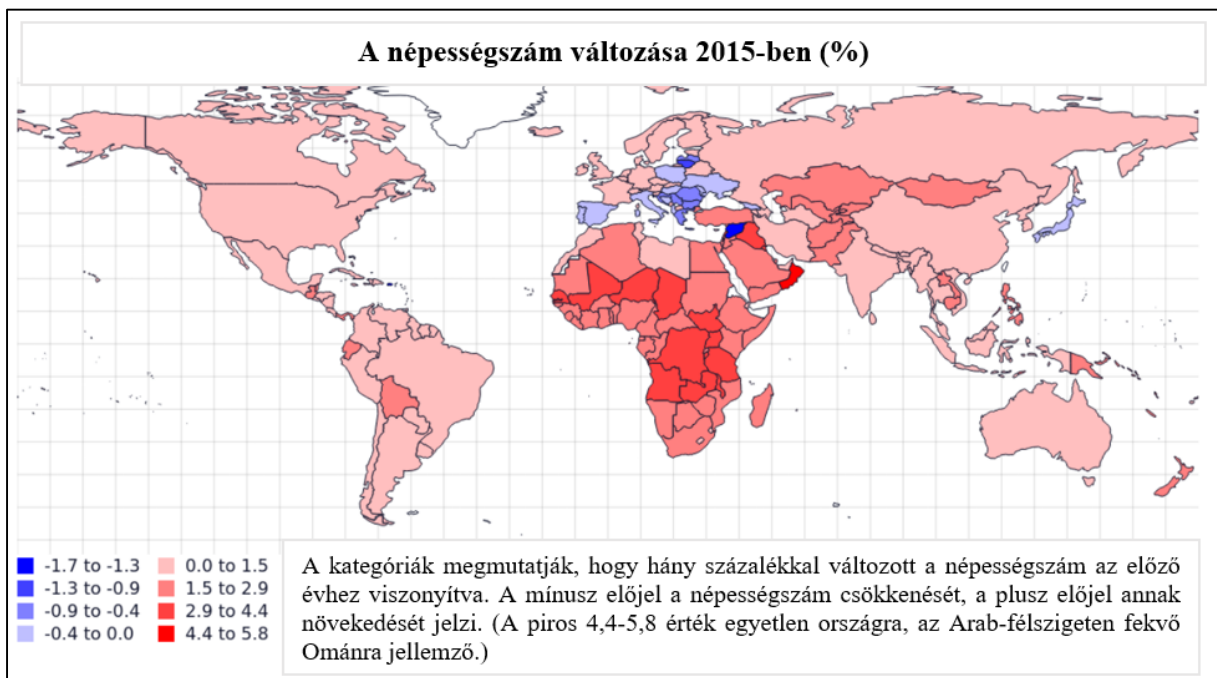 A népességszám változása 2015-ben (%)
-1.7 to -1.3
-1.3 to -0.9
-0.9 to -0.4
-0.4 to 0.0
0.0 to 1.5
1.5 to 2.9
2.9 to 4.4
4.4 to 5.8
A kategóriák megmutatják, hogy hány százalékkal változott a népességszám az előző
évhez viszonyítva. A mínusz előjel a népességszám csökkenését, a plusz előjel annak
növekedését jelzi. (A piros 4,4-5,8 érték egyetlen országra, az Arab-félszigeten fekvő
Ománra jellemző.)